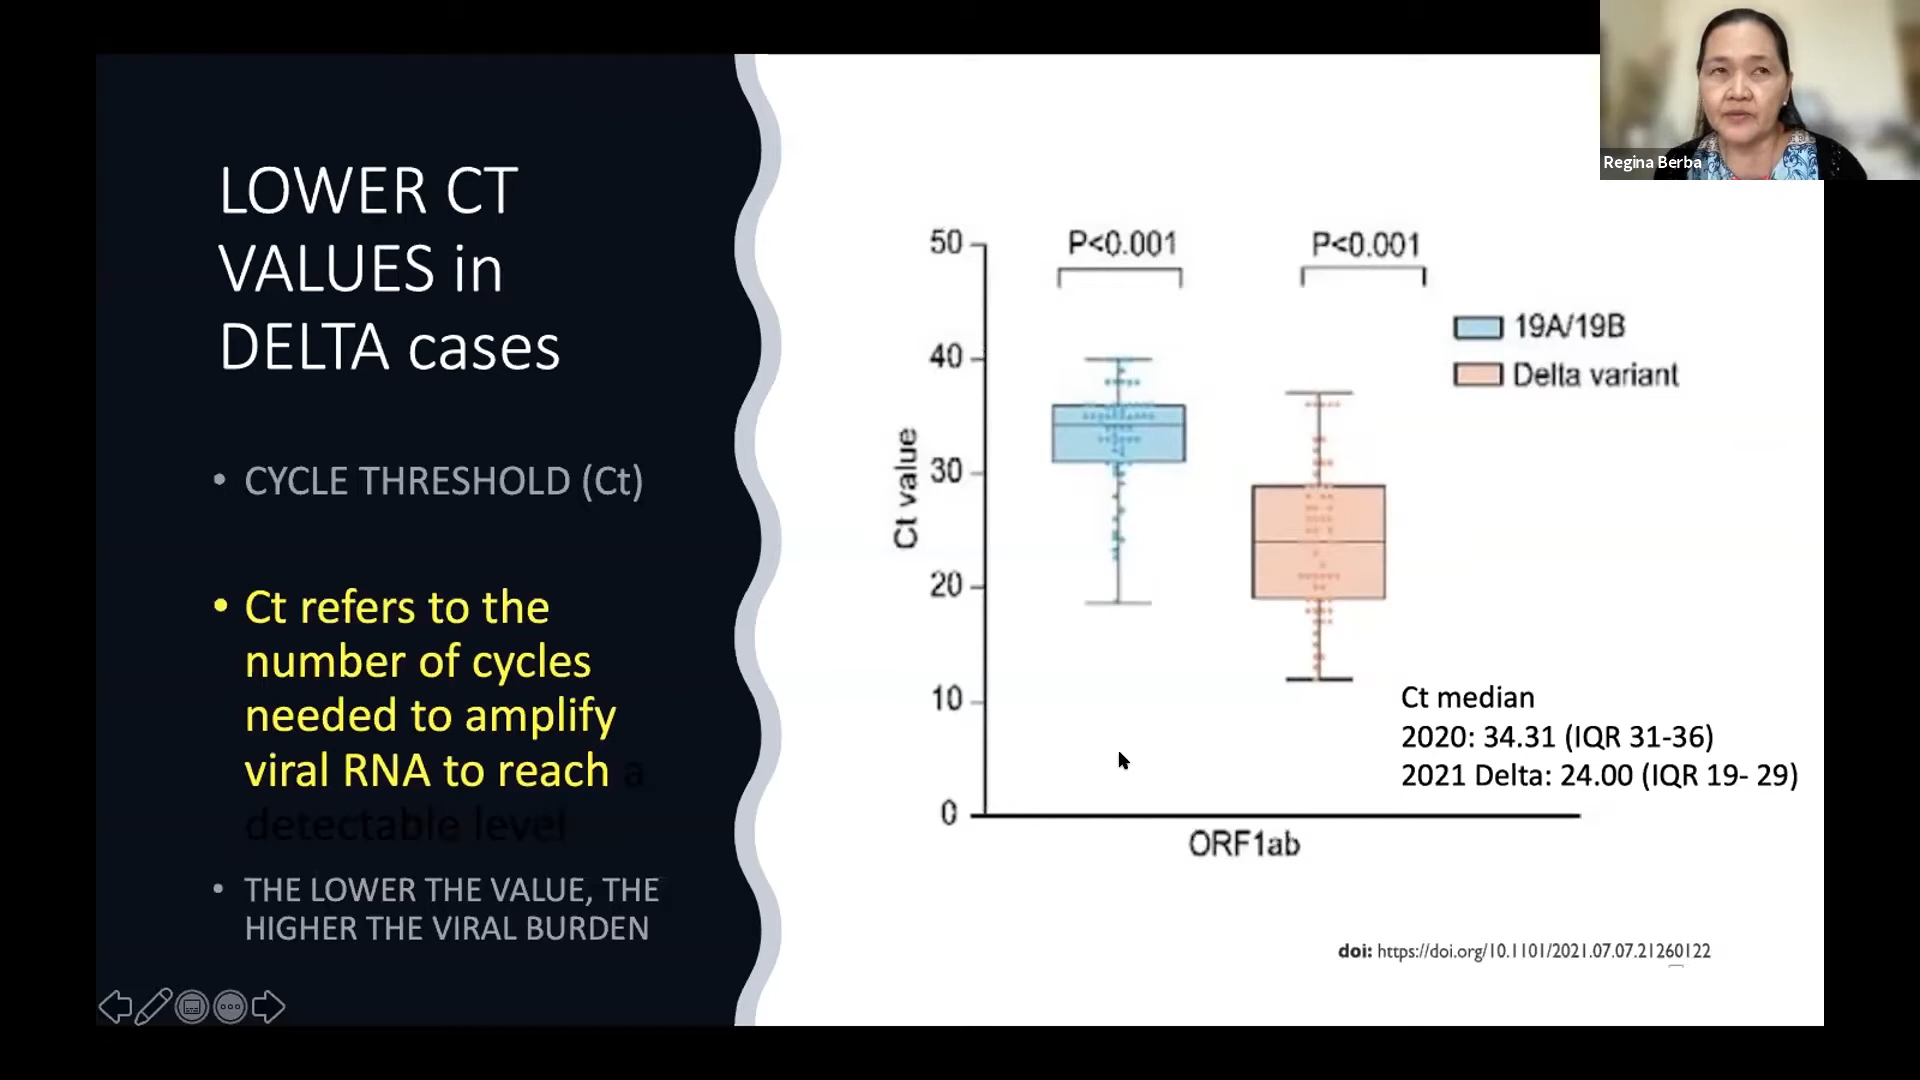 LOWER CT
VALUES in
DELTA cases
• CYCLE THRESHOLD (Ct)
• Ct refers to the
number of cycles
needed to amplify
viral RNA to reach a
detectable level
• THE LOWER THE VALUE, THE
HIGHER THE VIRAL BURDEN
Regina Berba
P<0.001
P<0.001
50
40
30
20
10
0
Ct value
19A/19B
Delta variant
ORF1ab
Ct median
2020: 34.31 (IQR 31-36)
2021 Delta: 24.00 (IQR 19- 29)
doi: https://doi.org/10.1101/2021.07.07.21260122